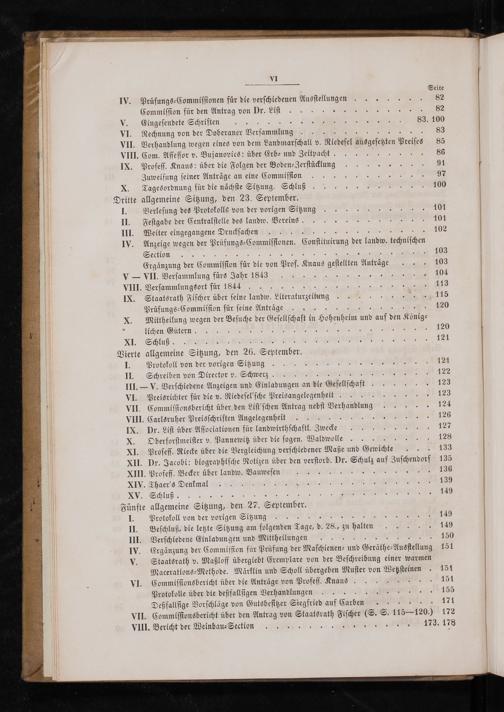 VI
Seite
IV. Prüfungs-Commissionen für die verschiedenen Ausstellungen . . . . . . . 82
Commission für den Antrag von Dr. List . . . . . . . 82
V. Eingesendete Schriften . . . . . . . 83. 100
VI. Rechnung von der Doberaner Versammlung . . . . . . . 83
VII. Verhandlung wegen eines von dem Landmarschall v. Riedesel ausgesetzten Preises 85
VIII. Com. Assessor v. Bujanovics: über Erb- und Zeitpacht . . . . . . . 86
IX. Profess. Knaus: über die Folgen der Boden-Zerstücklung . . . . . . . 91
Zuweisung seiner Anträge an eine Commission . . . . . . . 97
X. Tagesordnung für die nächste Sitzung. Schluß . . . . . . . 100
Dritte allgemeine Sitzung, den 23. September.
I. Verlesung des Protokolls von der vorigen Sitzung . . . . . . . 101
II. Festgabe der Centralstelle des landw. Vereins . . . . . . . 101
III. Weiter eingegangene Drucksachen . . . . . . . 102
IV. Anzeige wegen der Prüfungs-Commissionen. Constituirung der landw. technischen
Section . . . . . . . 103
Ergänzung der Commission für die von Prof. Knaus gestellten Anträge . . . 103
V — VII. Versammlung fürs Jahr 1843 . . . . . . . 104
VIII. Versammlungsort für 1844 . . . . . . . 113
IX. Staatsrath Fischer über seine landw. Literaturzeitung . . . . . . . 115
Prüfungs-Commission für seine Anträge . . . . . . . 120
X. Mittheilung wegen der Besuche der Gesellschaft in Hohenheim und auf den König-
lichen Gütern . . . . . . . 120
XI. Schluß . . . . . . . 121
Vierte allgemeine Sitzung, den 26. September.
I. Protokoll von der vorigen Sitzung . . . . . . . 121
II. Schreiben von Director v. Schwerz . . . . . . . 122
III. — V. Verschiedene Anzeigen und Einladungen an die Gesellschaft . . . . . . . 123
VI. Preisrichter für die v. Riedesel'sche Preisangelegenheit . . . . . . . 123
VII. Commissionsbericht über den List'schen Antrag nebst Verhandlung . . . . . . . 124
VIII. Carlsruher Preisschriften Angelegenheit . . . . . . . 126
IX. Dr. List über Associationen für landwirthschaftl. Zwecke . . . . . . . 127
X. Oberforstmeister v. Pannewitz über die sogen. Waldwolle . . . . . . . 128
XI. Profess. Riecke über die Vergleichung verschiedener Maße und Gewichte . . . 133
XII. Dr. Jacobi: biographische Notizen über den verstorb. Dr. Schulz auf Zuschendorf 135
XIII. Profess. Becker über landw. Bauwesen . . . . . . . 136
XIV. Thaer's Denkmal . . . . . . . 139
XV. Schluß . . . . . . . 149
Fünfte allgemeine Sitzung, den 27. September.
I. Protokoll von der vorigen Sitzung . . . . . . . 149
II. Beschluß, die letzte Sitzung am folgenden Tage, d. 28., zu halten . . . . . . . 149
III. Verschiedene Einladungen und Mittheilungen . . . . . . . 150
IV. Ergänzung der Commission für Prüfung der Maschienen- und Geräthe-Ausstellung 151
V. Staatsrath v. Maßloff übergiebt Exemplare von der Beschreibung einer warmen
Macerations-Methode. Märklin und Scholl übergeben Muster von Wetzsteinen . 151
VI. Commissionsbericht über die Anträge von Profess. Knaus . . . . . . . 151
Protokolle über die deßfallsigen Verhandlungen . . . . . . . 155
Deßfallsige Vorschläge von Gutsbesitzer Siegfried auf Carben . . . . . . . 171
VII. Commissionsbericht über den Antrag von Staatsrath Fischer (S. S. 115—120.) 172
VIII. Bericht der Weinbau-Section . . . . . . . 173. 178